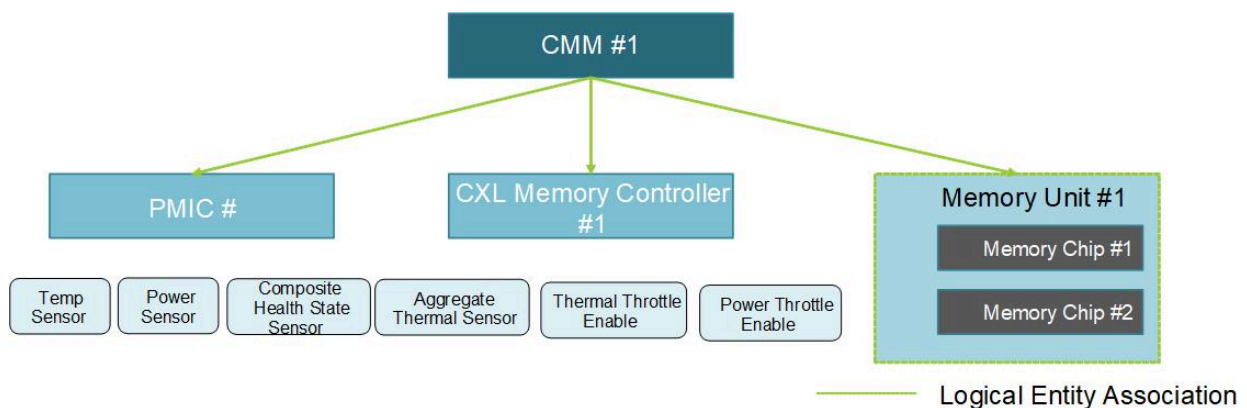 CMM #1
PMIC #
CXL Memory Controller
#1
Memory Unit #1
Memory Chip #1
Memory Chip #2
Temp
Sensor
Power
Sensor
Composite
Health State
Sensor
Aggregate
Thermal Sensor
Thermal Throttle
Enable
Power Throttle
Enable
Logical Entity Association